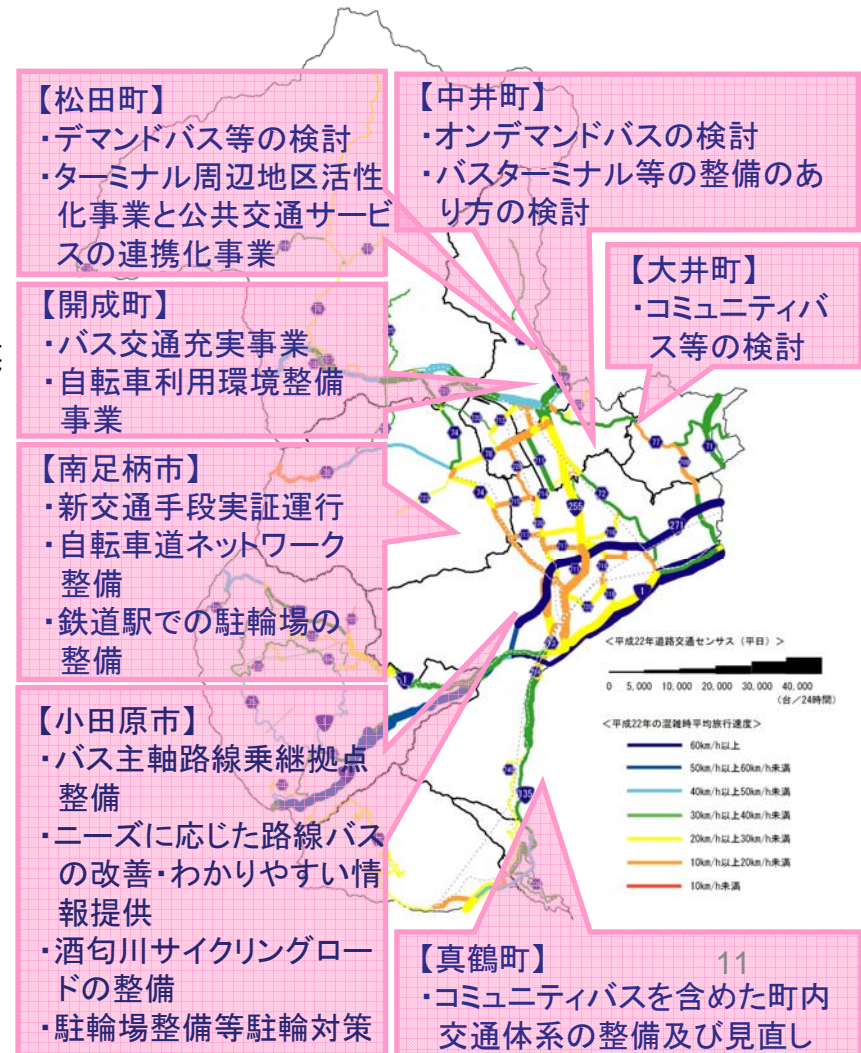 【松田町】
・デマンドバス等の検討
・ターミナル周辺地区活性
化事業と公共交通サービ
スの連携化事業
【中井町】
・オンデマンドバスの検討
・バスターミナル等の整備のあ
り方の検討
【大井町】
・コミュニティバ
ス等の検討
【開成町】
・バス交通充実事業
・自転車利用環境整備
事業
【南足柄市】
・新交通手段実証運行
・自転車道ネットワーク
整備
・鉄道駅での駐輪場の
整備
【小田原市】
・バス主軸路線乗継拠点
整備
・ニーズに応じた路線バス
の改善・わかりやすい情
報提供
・酒匂川サイクリングロー
ドの整備
・駐輪場整備等駐輪対策
74
78
74
255
72
77
71
271
1
1
135
<平成22年道路交通センサス（平日）>
0 5,000 10,000 20,000 30,000 40,000
（台／24時間）
<平成22年の混雑時平均旅行速度>
60km/h以上
50km/h以上60km/h未満
40km/h以上50km/h未満
30km/h以上40km/h未満
20km/h以上30km/h未満
10km/h以上20km/h未満
10km/h未満
【真鶴町】
・コミュニティバスを含めた町内
交通体系の整備及び見直し
11